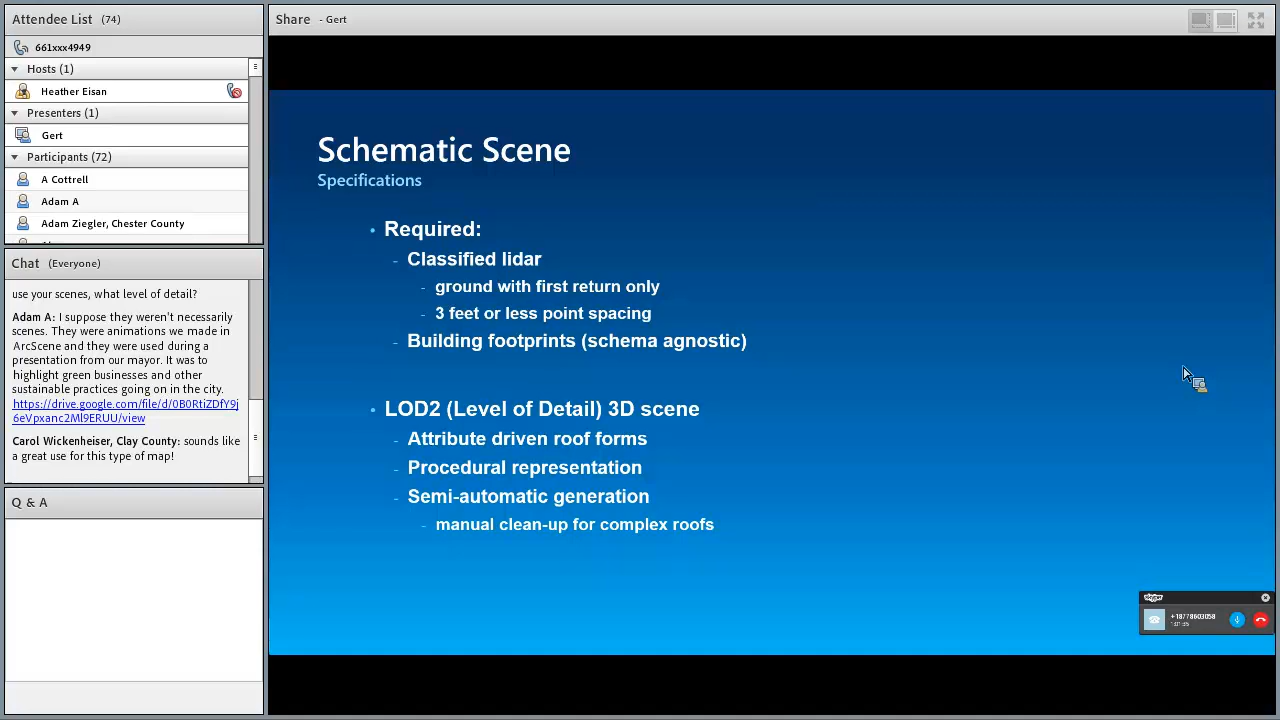 Attendee List (74)
661xxx4949
Hosts (1)
Heather Eisan
Presenters (1)
Gert
Participants (72)
A Cottrell
Adam A
Adam Ziegler, Chester County
Chat (Everyone)
use your scenes, what level of detail?
Adam A: I suppose they weren't necessarily
scenes. They were animations we made in
ArcScene and they were used during a
presentation from our mayor. It was to
highlight green businesses and other
sustainable practices going on in the city.
https://drive.google.com/file/d/0B0RtiZDfY9j
6eVpxanc2Ml9ERUU/view
Carol Wickenheiser, Clay County: sounds like
a great use for this type of map!
Q & A
Share - Gert
Schematic Scene
Specifications
• Required:
- Classified lidar
- ground with first return only
- 3 feet or less point spacing
- Building footprints (schema agnostic)
• LOD2 (Level of Detail) 3D scene
- Attribute driven roof forms
- Procedural representation
- Semi-automatic generation
- manual clean-up for complex roofs
skype
+18778603058